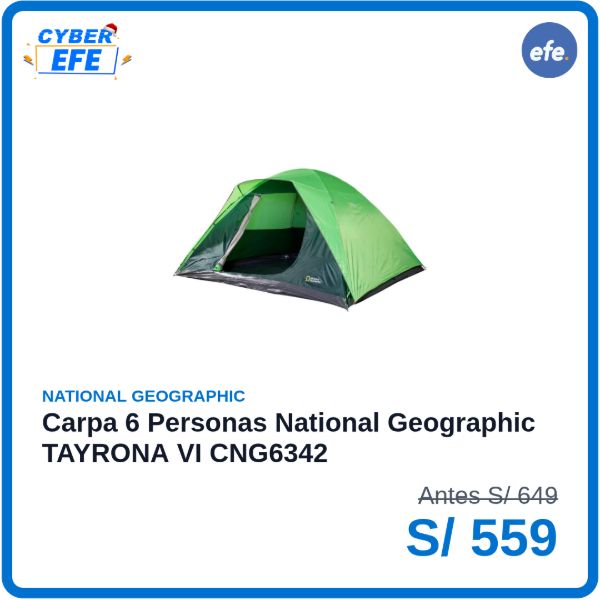 CYBER
EFE
efe.
NATIONAL GEOGRAPHIC
Carpa 6 Personas National Geographic
TAYRONA VI CNG6342
Antes S/ 649
S/ 559